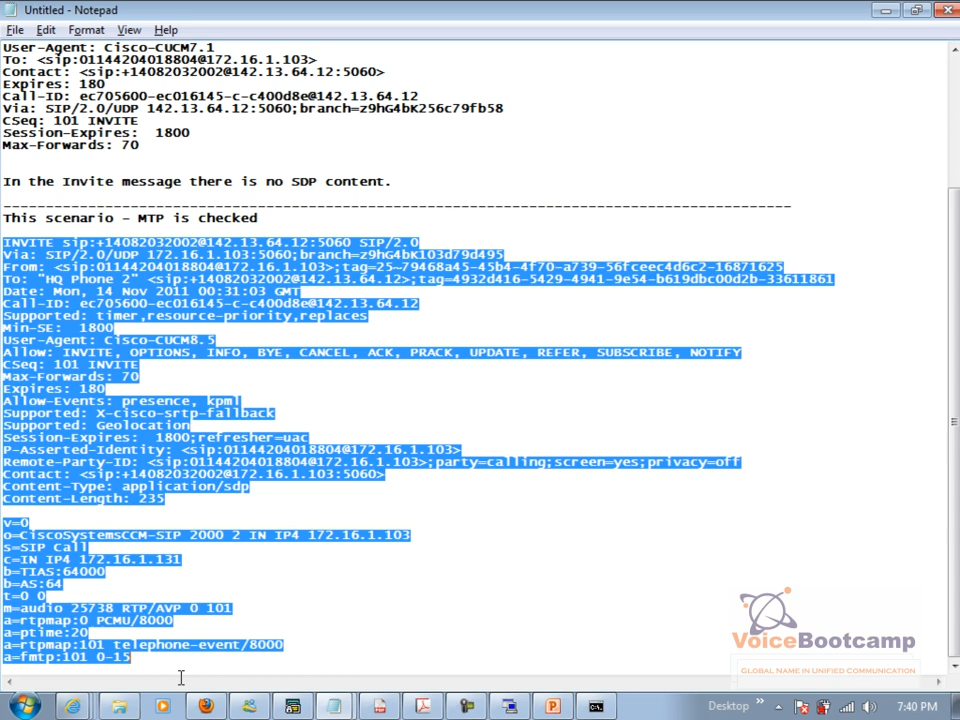 Untitled - Notepad
File Edit Format View Help
User-Agent: Cisco-CUCM7.1
To: <sip:01144204018804@172.16.1.103>
Contact: <sip:+14082032002@142.13.64.12:5060>
Expires: 180
Call-ID: ec705600-ec016145-c-c400d8e@142.13.64.12
Via: SIP/2.0/UDP 142.13.64.12:5060;branch=z9hG4bK256c79fb58
CSeq: 101 INVITE
Session-Expires:  1800
Max-Forwards: 70
In the Invite message there is no SDP content.
---------------------------------------------------------------------------------------------
This scenario - MTP is checked
INVITE sip:+14082032002@142.13.64.12:5060 SIP/2.0
Via: SIP/2.0/UDP 172.16.1.103:5060;branch=z9hG4bK103d79d495
From: <sip:01144204018804@172.16.1.103>;tag=25~79468a45-45b4-4f70-a739-56fceec4d6c2-16871625
To: "HQ Phone 2" <sip:+14082032002@142.13.64.12>;tag=4932d416-5429-4941-9e54-b619dbc00d2b-33611861
Date: Mon, 14 Nov 2011 00:31:03 GMT
Call-ID: ec705600-ec016145-c-c400d8e@142.13.64.12
Supported: timer,resource-priority,replaces
Min-SE:  1800
User-Agent: Cisco-CUCM8.5
Allow: INVITE, OPTIONS, INFO, BYE, CANCEL, ACK, PRACK, UPDATE, REFER, SUBSCRIBE, NOTIFY
CSeq: 101 INVITE
Max-Forwards: 70
Expires: 180
Allow-Events: presence, kpml
Supported: X-cisco-srtp-fallback
Supported: Geolocation
Session-Expires:  1800;refresher=uac
P-Asserted-Identity: <sip:01144204018804@172.16.1.103>
Remote-Party-ID: <sip:01144204018804@172.16.1.103>;party=calling;screen=yes;privacy=off
Contact: <sip:+14082032002@172.16.1.103:5060>
Content-Type: application/sdp
Content-Length: 235
v=0
o=CiscoSystemsCCM-SIP 2000 2 IN IP4 172.16.1.103
s=SIP Call
c=IN IP4 172.16.1.131
b=TIAS:64000
b=AS:64
t=0 0
m=audio 25738 RTP/AVP 0 101
a=rtpmap:0 PCMU/8000
a=ptime:20
a=rtpmap:101 telephone-event/8000
a=fmtp:101 0-15
VoiceBootcamp
GLOBAL NAME IN UNIFIED COMMUNICATION
Desktop
7:40 PM